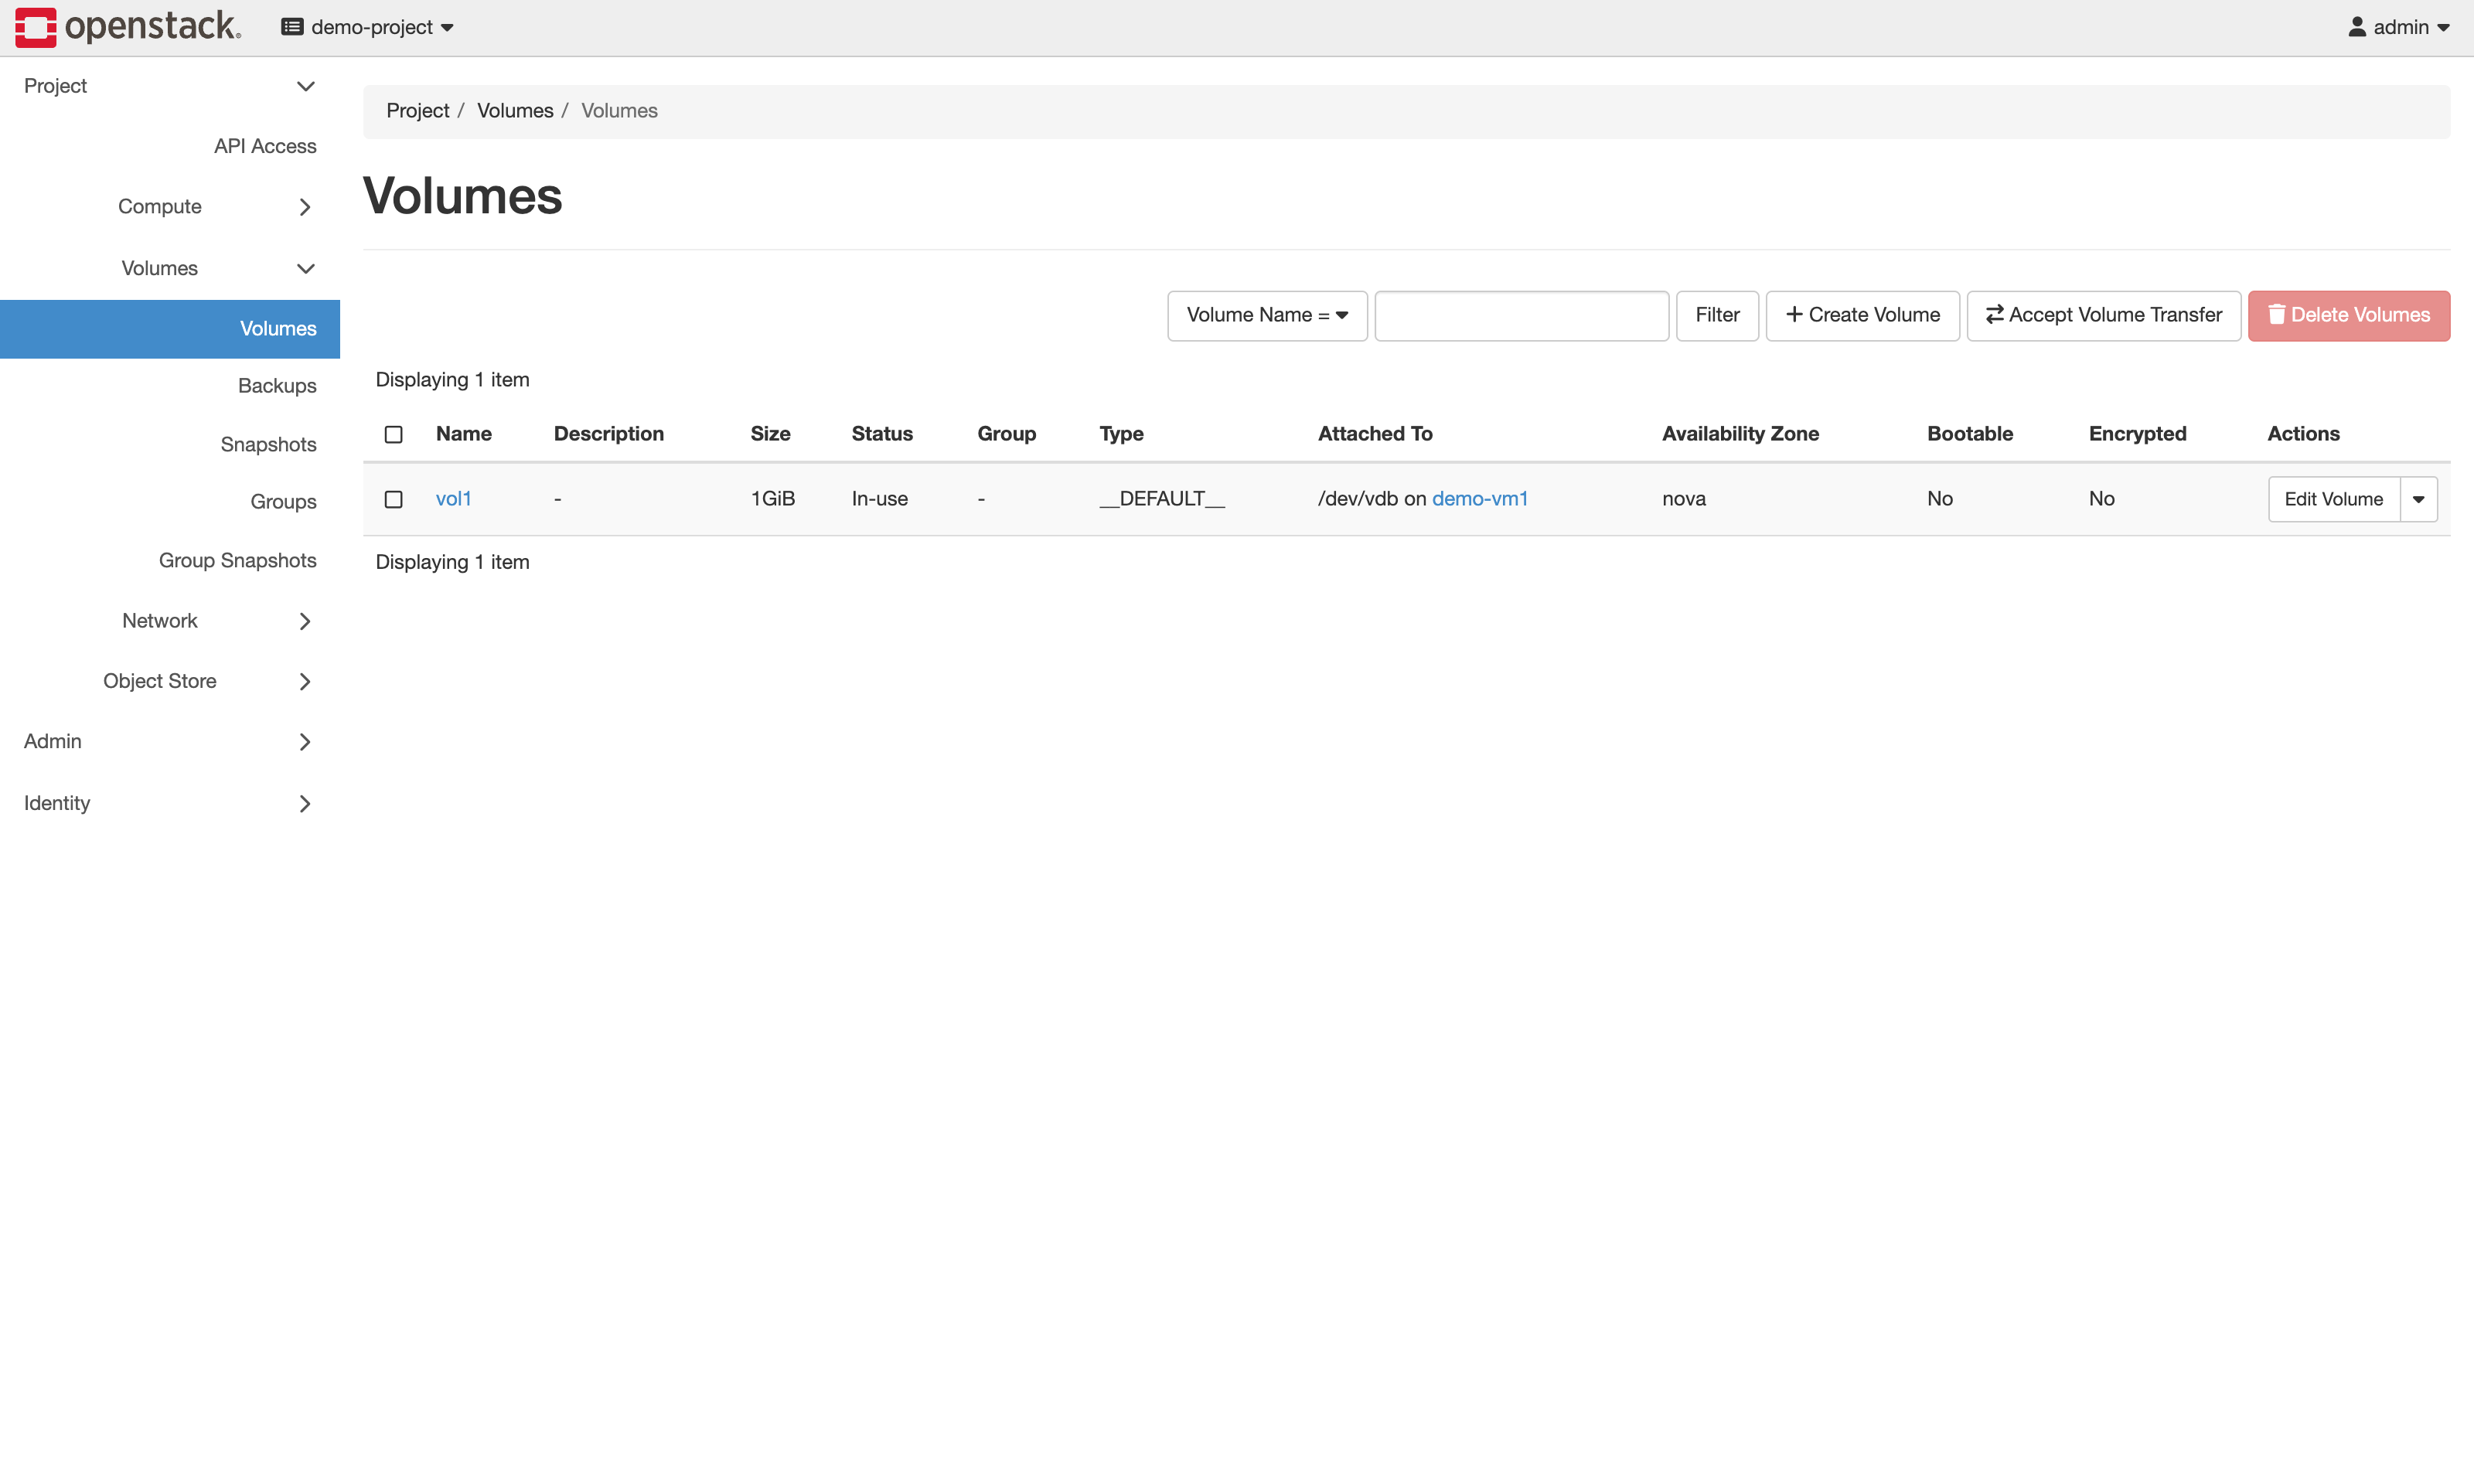 openstack. demo-project admin
Project
API Access
Compute
Volumes
Volumes
Backups
Snapshots
Groups
Group Snapshots
Network
Object Store
Admin
Identity
Project / Volumes / Volumes
Volumes
Volume Name = Filter + Create Volume Accept Volume Transfer Delete Volumes
Displaying 1 item
Name Description Size Status Group Type Attached To Availability Zone Bootable Encrypted Actions
vol1 - 1GiB In-use - __DEFAULT__ /dev/vdb on demo-vm1 nova No No Edit Volume
Displaying 1 item